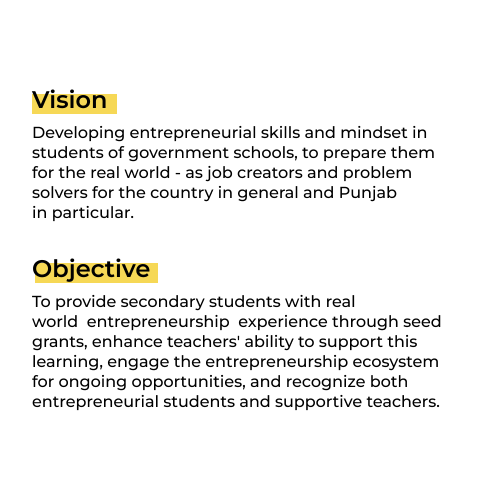 Vision
Developing entrepreneurial skills and mindset in
students of government schools, to prepare them
for the real world - as job creators and problem
solvers for the country in general and Punjab
in particular.
Objective
To provide secondary students with real
world  entrepreneurship  experience through seed
grants, enhance teachers' ability to support this
learning, engage the entrepreneurship ecosystem
for ongoing opportunities, and recognize both
entrepreneurial students and supportive teachers.